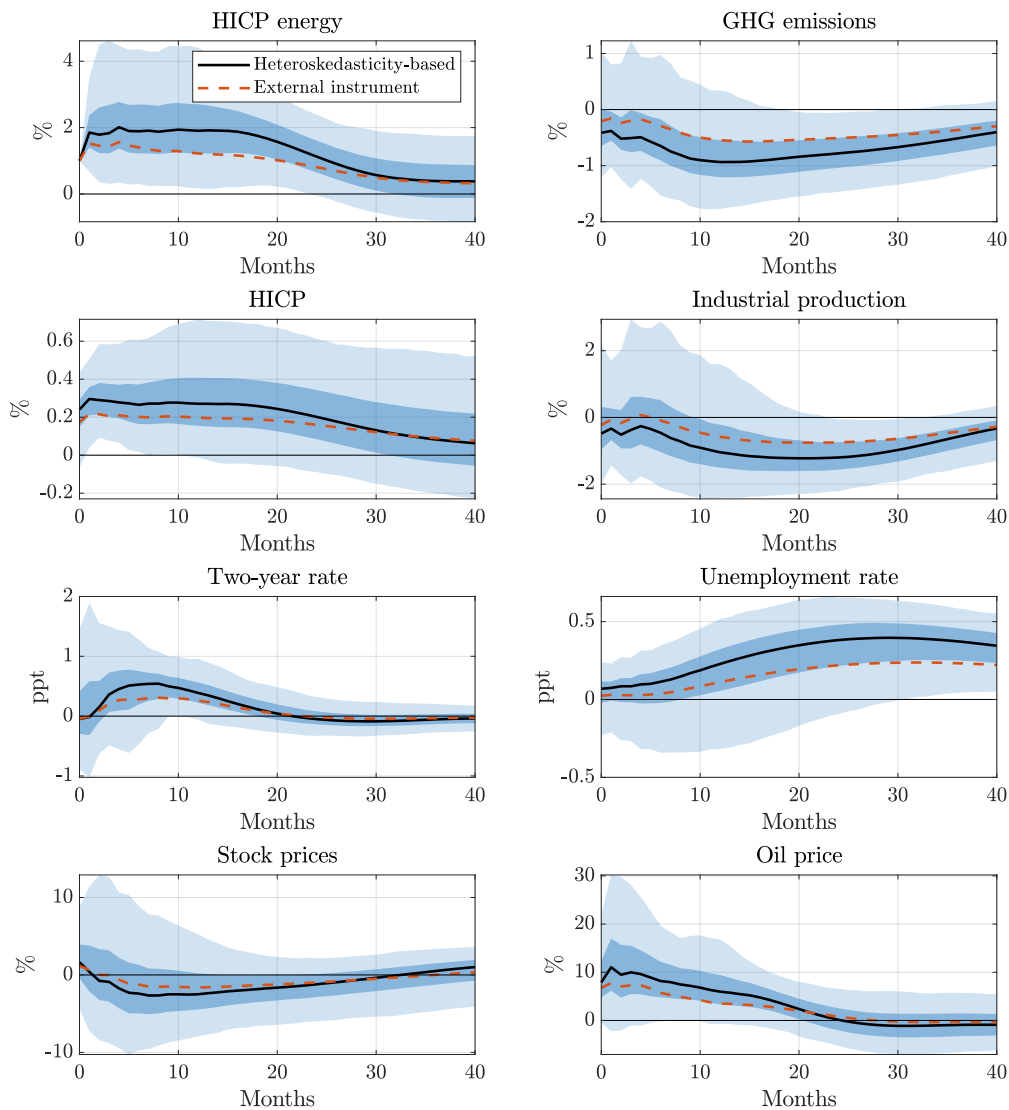 HICP energy
4
2
0
%
Heteroskedasticity-based
External instrument
0 10 20 30 40
Months
GHG emissions
1
0
-1
-2
%
0 10 20 30 40
Months
HICP
0.6
0.4
0.2
0
-0.2
%
0 10 20 30 40
Months
Industrial production
2
0
-2
%
0 10 20 30 40
Months
Two-year rate
2
1
0
-1
ppt
0 10 20 30 40
Months
Unemployment rate
0.5
0
-0.5
ppt
0 10 20 30 40
Months
Stock prices
10
0
-10
%
0 10 20 30 40
Months
Oil price
30
20
10
0
%
0 10 20 30 40
Months